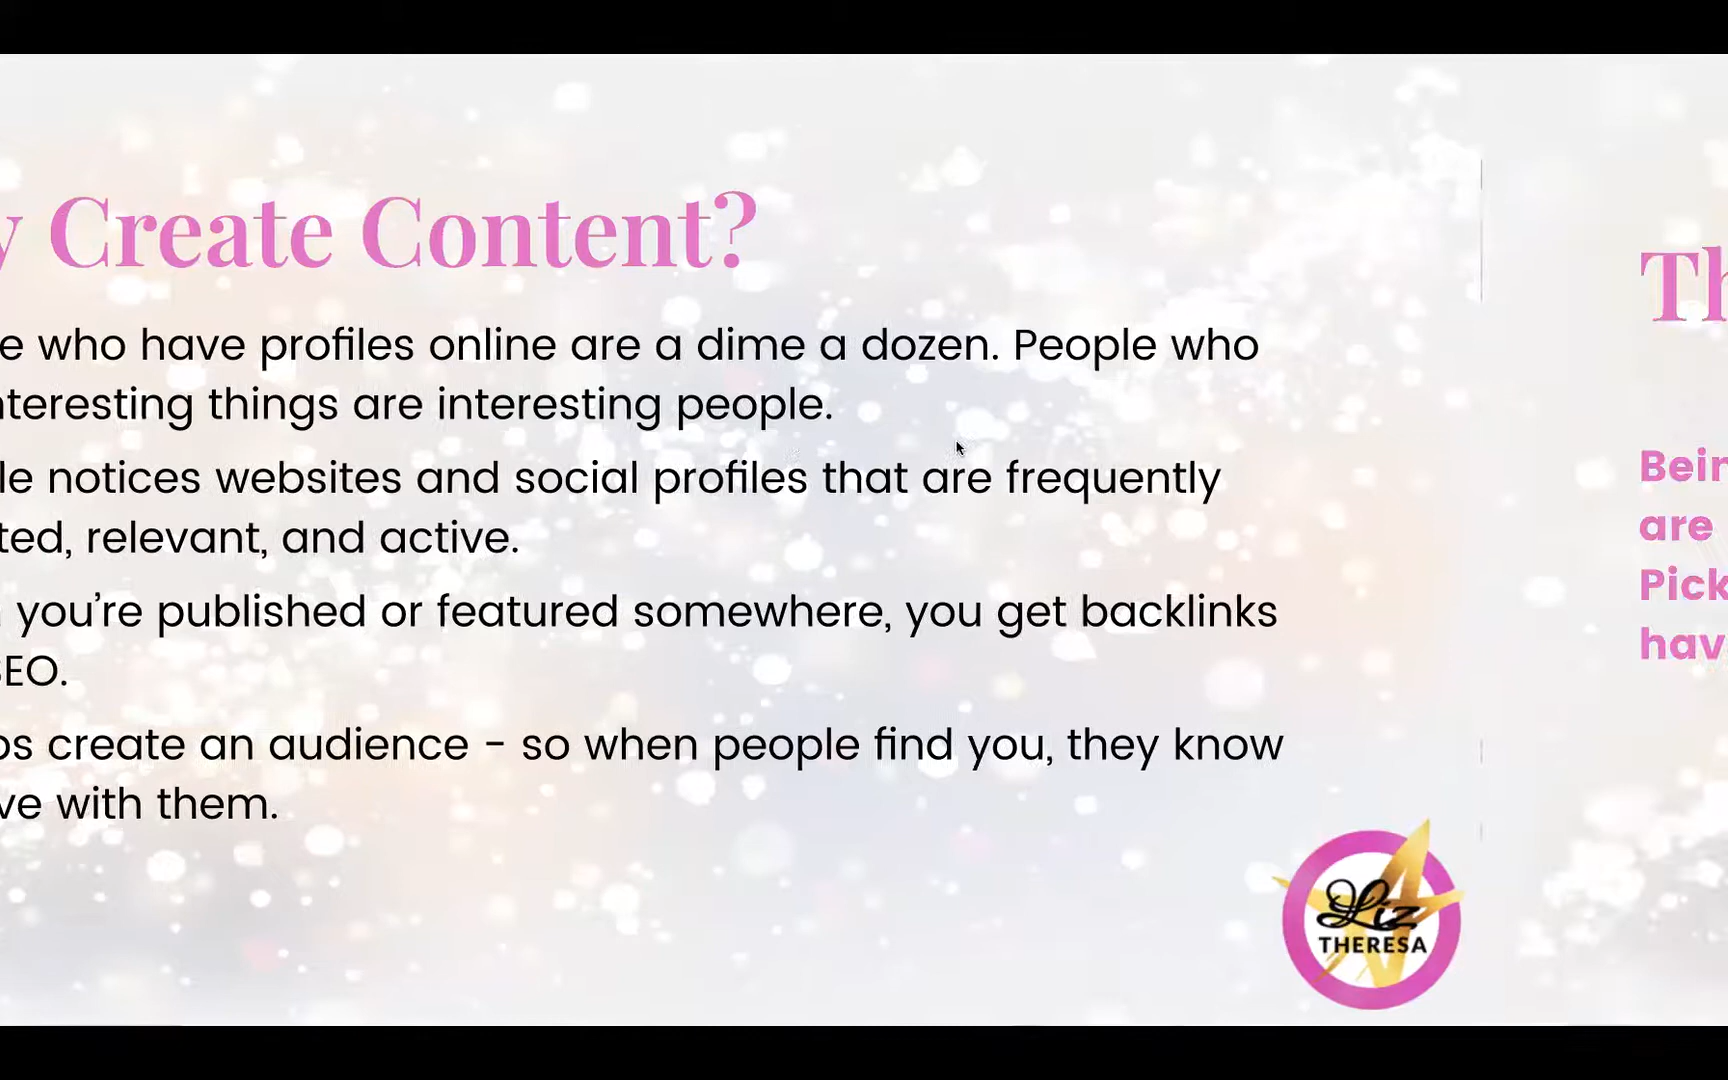 y Create Content?
e who have profiles online are a dime a dozen. People who
nteresting things are interesting people.
le notices websites and social profiles that are frequently
ted, relevant, and active.
you’re published or featured somewhere, you get backlinks
SEO.
ps create an audience - so when people find you, they know
ve with them.
Liz
THERESA
Th
Bein
are
Pick
hav